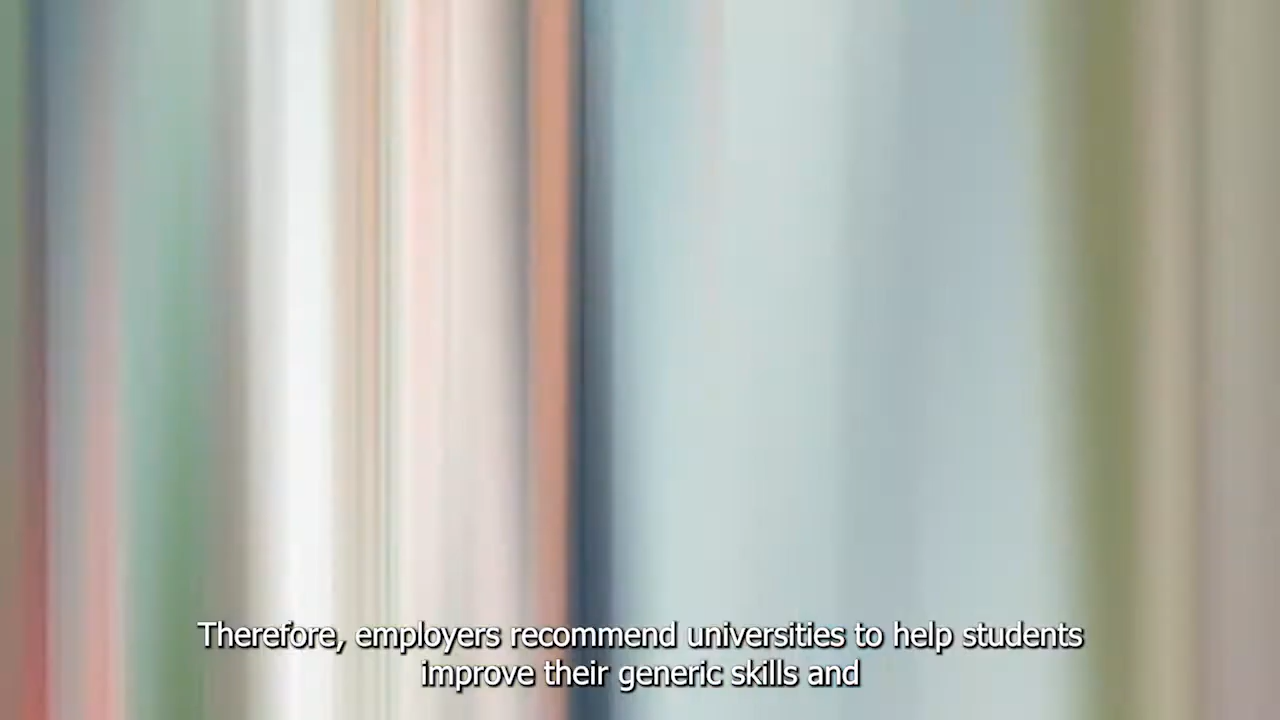 Therefore, employers recommend universities to help students
improve their generic skills and